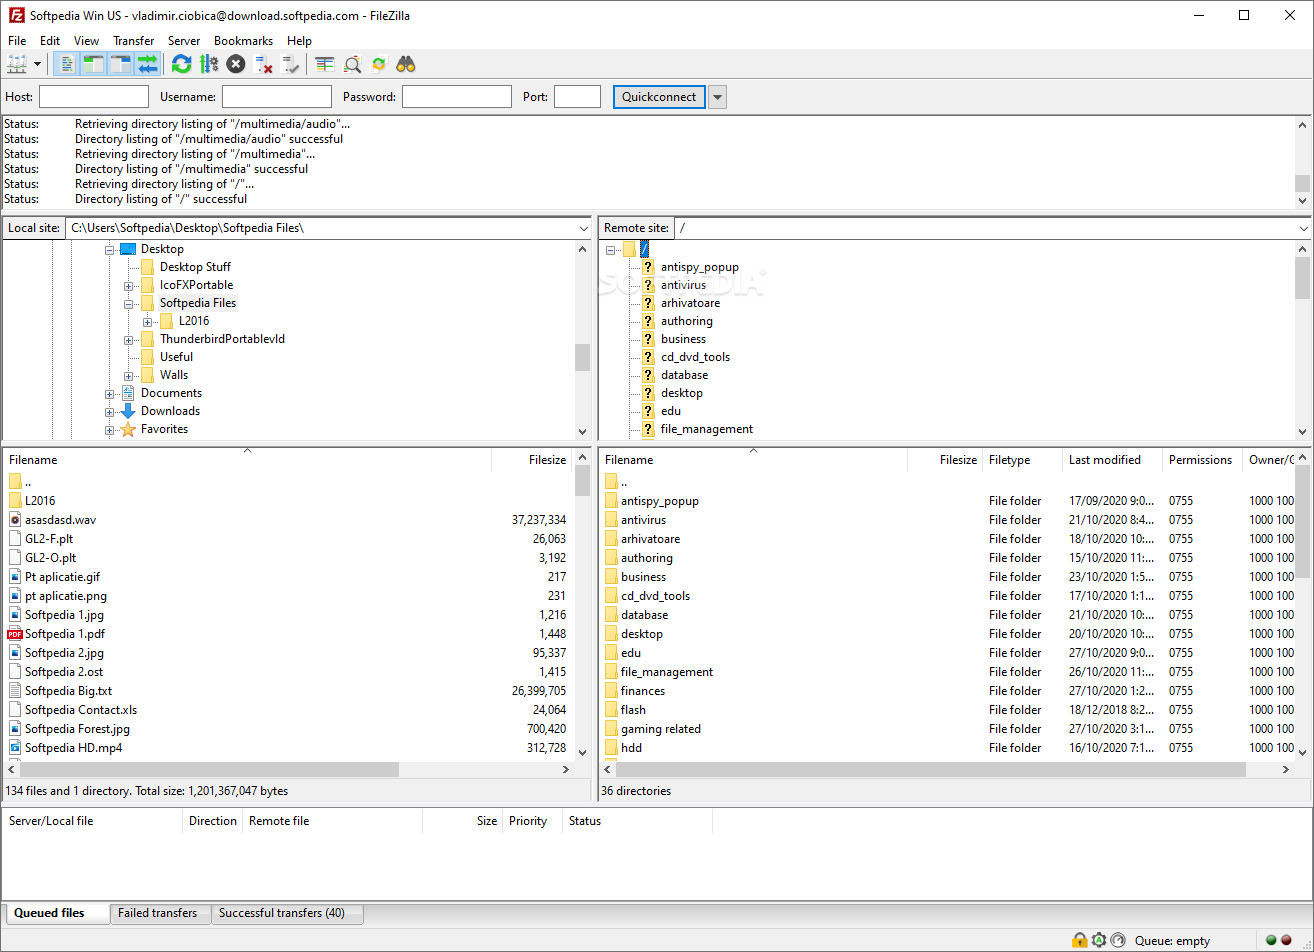 Softpedia Win US - vladimir.ciobica@download.softpedia.com - FileZilla
File Edit View Transfer Server Bookmarks Help
Host: Username: Password: Port: Quickconnect
Status: Retrieving directory listing of "/multimedia/audio"...
Status: Directory listing of "/multimedia/audio" successful
Status: Retrieving directory listing of "/multimedia"...
Status: Directory listing of "/multimedia" successful
Status: Retrieving directory listing of "/"...
Status: Directory listing of "/" successful
Local site: C:\Users\Softpedia\Desktop\Softpedia Files\
Desktop
Desktop Stuff
IcoFXPortable
Softpedia Files
L2016
ThunderbirdPortablevld
Useful
Walls
Documents
Downloads
Favorites
Remote site: /
/
antispy_popup
SOFTPEDIA®
antivirus
arhivatoare
authoring
business
cd_dvd_tools
database
desktop
edu
file_management
Filename Filesize
..
L2016
asasdasd.wav 37,237,334
GL2-F.plt 26,063
GL2-O.plt 3,192
Pt aplicatie.gif 217
pt aplicatie.png 231
Softpedia 1.jpg 1,216
PDF Softpedia 1.pdf 1,448
Softpedia 2.jpg 95,337
Softpedia 2.ost 1,415
Softpedia Big.txt 26,399,705
Softpedia Contact.xls 24,064
Softpedia Forest.jpg 700,420
Softpedia HD.mp4 312,728
134 files and 1 directory. Total size: 1,201,367,047 bytes
Filename Filesize Filetype Last modified Permissions Owner/G
..
antispy_popup File folder 17/09/2020 9:0... 0755 1000 100
antivirus File folder 21/10/2020 8:4... 0755 1000 100
arhivatoare File folder 18/10/2020 10:... 0755 1000 100
authoring File folder 15/10/2020 11:... 0755 1000 100
business File folder 23/10/2020 1:5... 0755 1000 100
cd_dvd_tools File folder 17/10/2020 1:1... 0755 1000 100
database File folder 21/10/2020 10:... 0755 1000 100
desktop File folder 20/10/2020 10:... 0755 1000 100
edu File folder 27/10/2020 9:0... 0755 1000 100
file_management File folder 26/10/2020 11:... 0755 1000 100
finances File folder 27/10/2020 1:2... 0755 1000 100
flash File folder 18/12/2018 8:2... 0755 1000 100
gaming related File folder 27/10/2020 3:1... 0755 1000 100
hdd File folder 16/10/2020 7:1... 0755 1000 100
36 directories
Server/Local file Direction Remote file Size Priority Status
Queued files Failed transfers Successful transfers (40)
Queue: empty